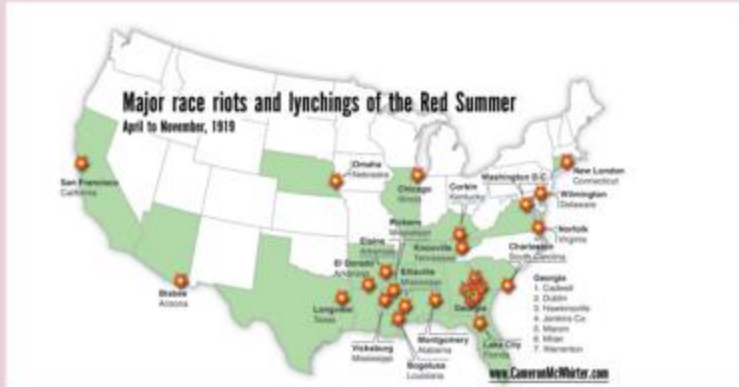 Major race riots and lynchings of the Red Summer
April to November, 1919
Omaha
Nebraska
San Francisco
California
Chicago
Illinois
Corbin
Kentucky
Washington D.C.
New London
Connecticut
Wilmington
Delaware
Norfolk
Virginia
Pickens
Mississippi
Elaine
Arkansas
Knoxville
Tennessee
Charleston
South Carolina
El Dorado
Arkansas
Ellisville
Mississippi
Bisbee
Arizona
Longview
Texas
Georgia
Georgia
1. Cadwell
2. Dublin
3. Hawkinsville
4. Jenkins Co
5. Macon
6. Milan
7. Warrenton
Vicksburg
Mississippi
Montgomery
Alabama
Lake City
Florida
Bogalusa
Louisiana
www.CameronMcWhirter.com